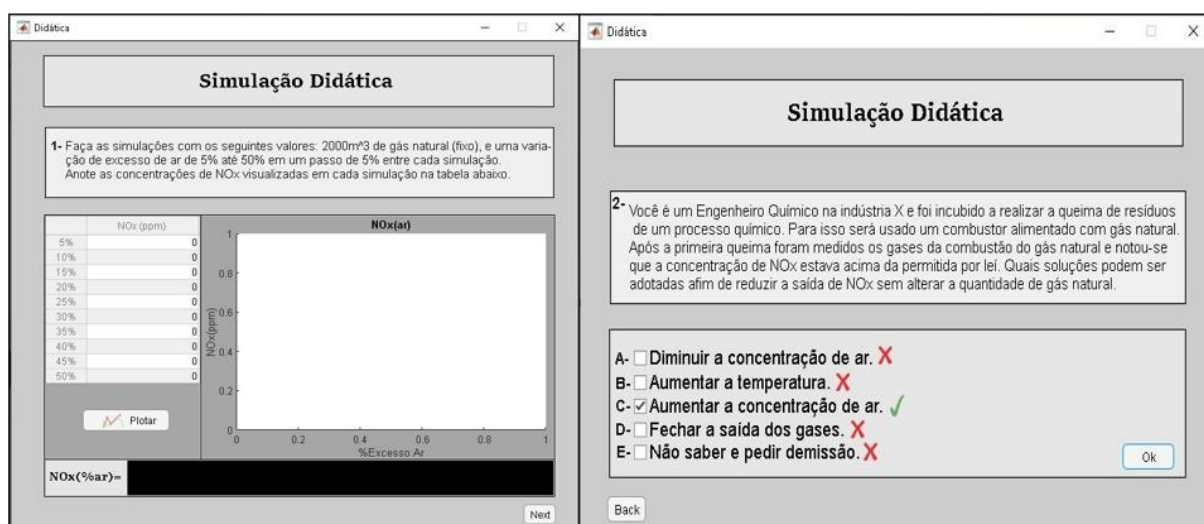 Didática
Simulação Didática
1- Faça as simulações com os seguintes valores: 2000m^3 de gás natural (fixo), e uma varia-
ção de excesso de ar de 5% até 50% em um passo de 5% entre cada simulação.
Anote as concentrações de NOx visualizadas em cada simulação na tabela abaixo.
NOx (ppm)
5% 0
10% 0
15% 0
20% 0
25% 0
30% 0
35% 0
40% 0
45% 0
50% 0
Plotar
NOx(ar)
NOx(ppm)
1
0.8
0.6
0.4
0.2
0
0 0.2 0.4 0.6 0.8 1
%Excesso Ar
NOx(%ar)=
Next
Didática
Simulação Didática
2- Você é um Engenheiro Químico na indústria X e foi incubido a realizar a queima de resíduos
de um processo químico. Para isso será usado um combustor alimentado com gás natural.
Após a primeira queima foram medidos os gases da combustão do gás natural e notou-se
que a concentração de NOx estava acima da permitida por leí. Quais soluções podem ser
adotadas afim de reduzir a saída de NOx sem alterar a quantidade de gás natural.
A- Diminuir a concentração de ar.
B- Aumentar a temperatura.
C- Aumentar a concentração de ar.
D- Fechar a saída dos gases.
E- Não saber e pedir demissão.
Ok
Back